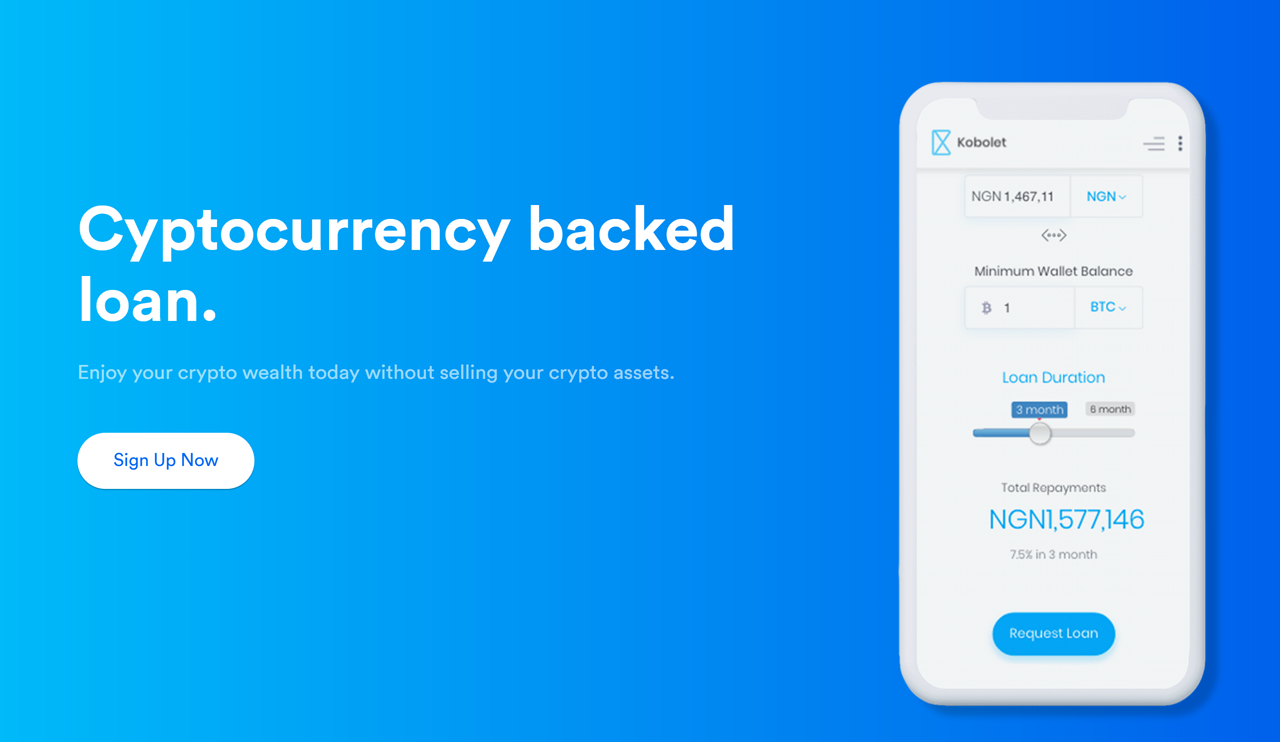 Cyptocurrency backed
loan.
Enjoy your crypto wealth today without selling your crypto assets.
Sign Up Now
Kobolet
NGN 1,467,11 NGN
Minimum Wallet Balance
1 BTC
Loan Duration
3 month 6 month
Total Repayments
NGN1,577,146
7.5% in 3 month
Request Loan